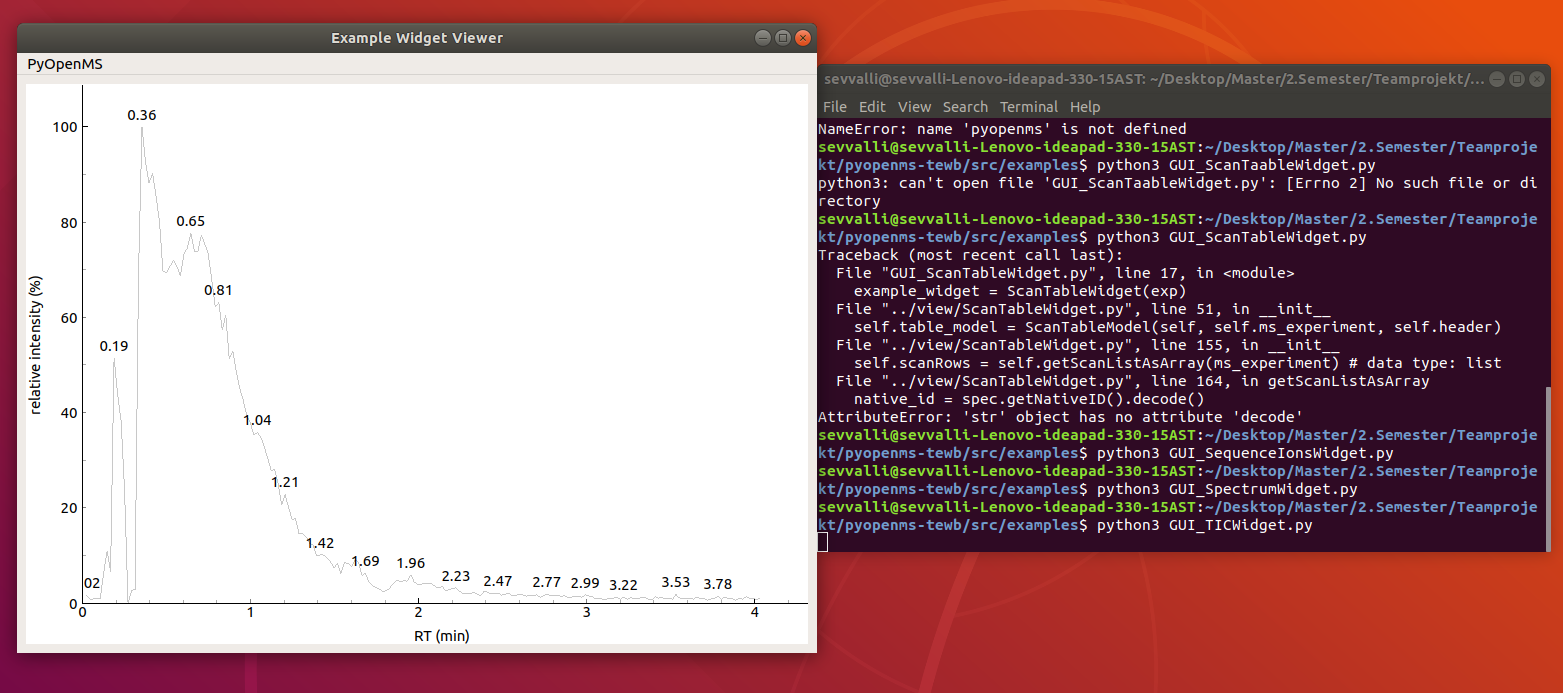 Example Widget Viewer
PyOpenMS
100
80
60
40
20
0
relative intensity (%)
02
0.19
0.36
0.65
0.81
1.04
1.21
1.42
1.69
1.96
2.23
2.47
2.77
2.99
3.22
3.53
3.78
0 1 2 3 4
RT (min)
sevvalli@sevvalli-Lenovo-ideapad-330-15AST: ~/Desktop/Master/2.Semester/Teamprojekt/...
File Edit View Search Terminal Help
NameError: name 'pyopenms' is not defined
sevvalli@sevvalli-Lenovo-ideapad-330-15AST:~/Desktop/Master/2.Semester/Teamproje
kt/pyopenms-tewb/src/examples$ python3 GUI_ScanTaableWidget.py
python3: can't open file 'GUI_ScanTaableWidget.py': [Errno 2] No such file or di
rectory
sevvalli@sevvalli-Lenovo-ideapad-330-15AST:~/Desktop/Master/2.Semester/Teamproje
kt/pyopenms-tewb/src/examples$ python3 GUI_ScanTableWidget.py
Traceback (most recent call last):
  File "GUI_ScanTableWidget.py", line 17, in <module>
    example_widget = ScanTableWidget(exp)
  File "../view/ScanTableWidget.py", line 51, in __init__
    self.table_model = ScanTableModel(self, self.ms_experiment, self.header)
  File "../view/ScanTableWidget.py", line 155, in __init__
    self.scanRows = self.getScanListAsArray(ms_experiment) # data type: list
  File "../view/ScanTableWidget.py", line 164, in getScanListAsArray
    native_id = spec.getNativeID().decode()
AttributeError: 'str' object has no attribute 'decode'
sevvalli@sevvalli-Lenovo-ideapad-330-15AST:~/Desktop/Master/2.Semester/Teamproje
kt/pyopenms-tewb/src/examples$ python3 GUI_SequenceIonsWidget.py
sevvalli@sevvalli-Lenovo-ideapad-330-15AST:~/Desktop/Master/2.Semester/Teamproje
kt/pyopenms-tewb/src/examples$ python3 GUI_SpectrumWidget.py
sevvalli@sevvalli-Lenovo-ideapad-330-15AST:~/Desktop/Master/2.Semester/Teamproje
kt/pyopenms-tewb/src/examples$ python3 GUI_TICWidget.py